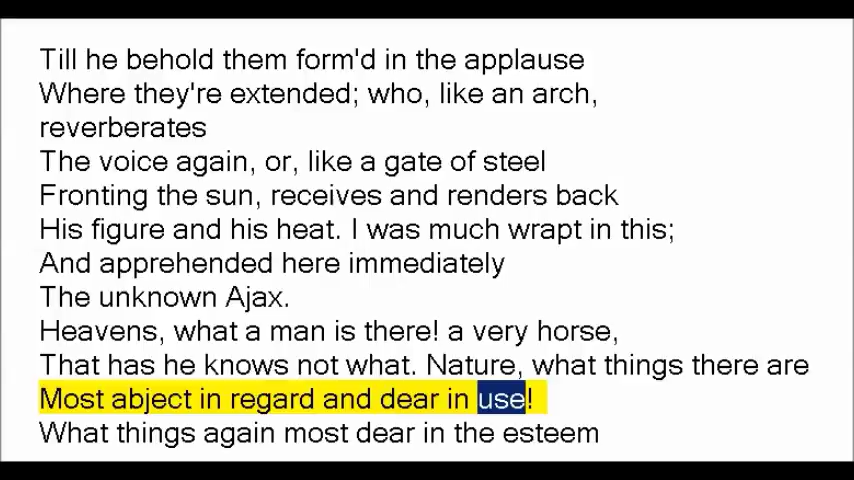 Till he behold them form'd in the applause
Where they're extended; who, like an arch,
reverberates
The voice again, or, like a gate of steel
Fronting the sun, receives and renders back
His figure and his heat. I was much wrapt in this;
And apprehended here immediately
The unknown Ajax.
Heavens, what a man is there! a very horse,
That has he knows not what. Nature, what things there are
Most abject in regard and dear in use!
What things again most dear in the esteem